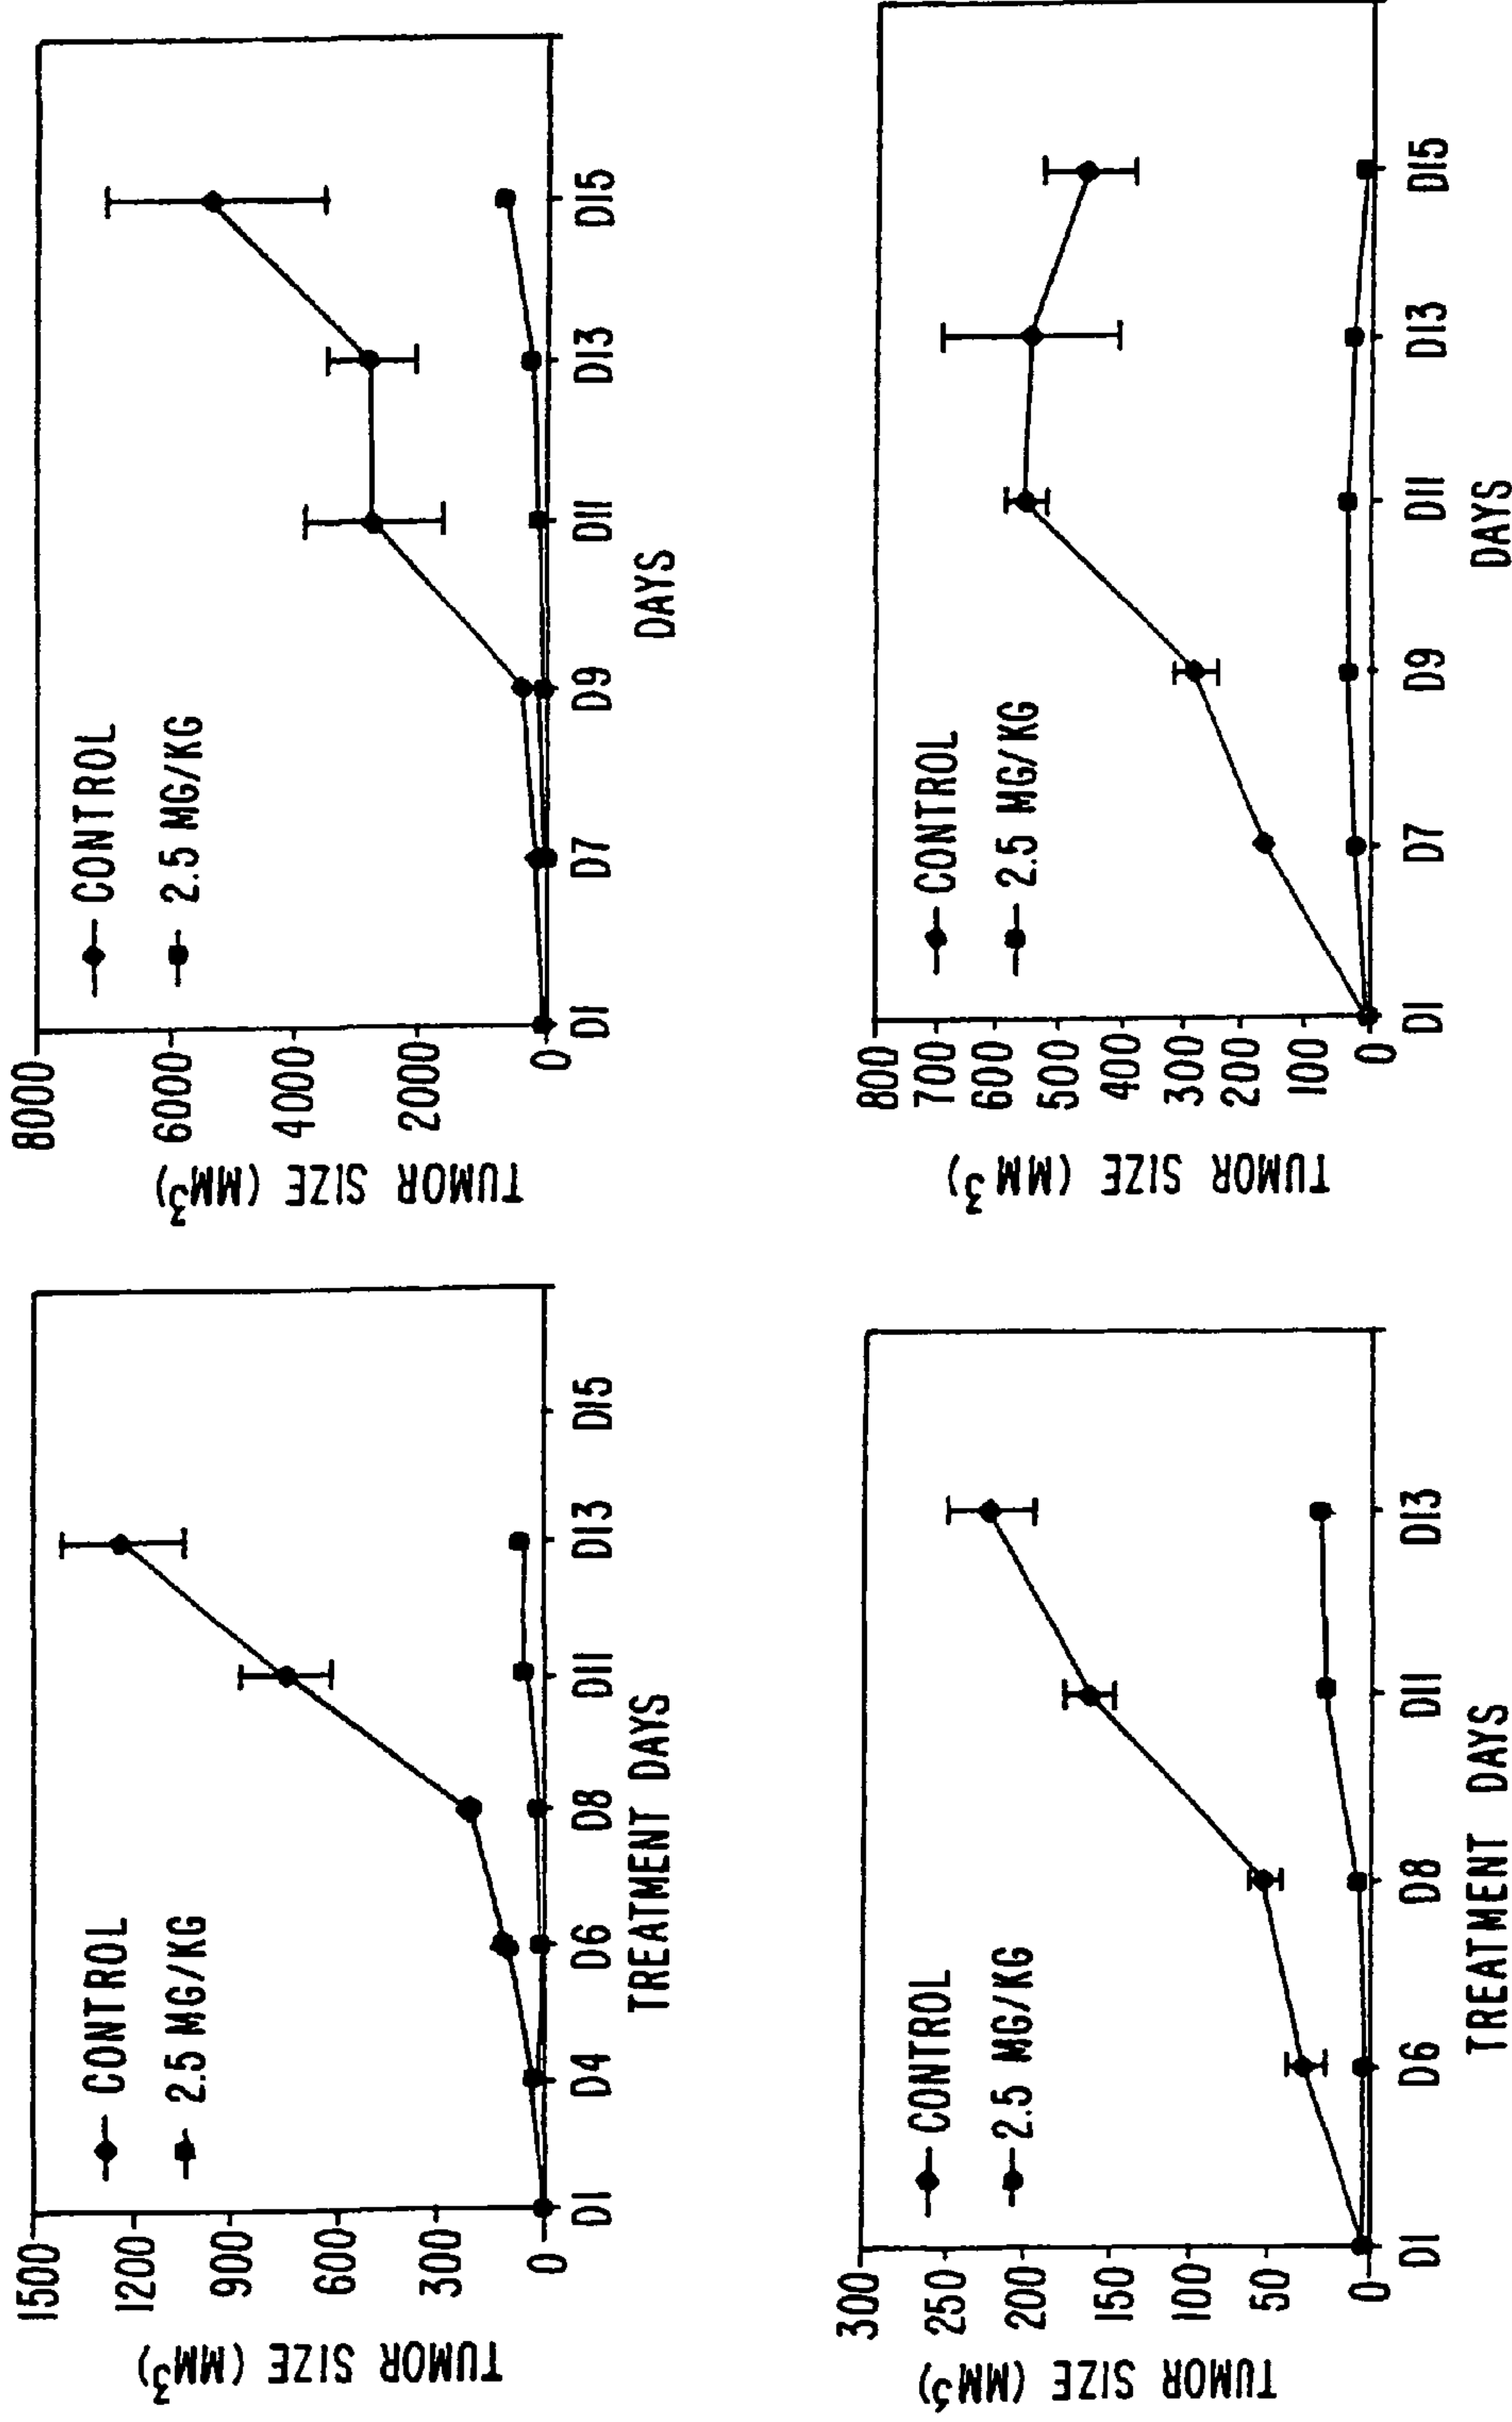 TUMOR SIZE (MM³)
1500
1200
900
600
300
0
CONTROL
2.5 MG/KG
D1 D4 D6 D8 D11 D13 D15
TREATMENT DAYS
TUMOR SIZE (MM³)
8000
6000
4000
2000
0
CONTROL
2.5 MG/KG
D1 D7 D9 D11 D13 D15
DAYS
TUMOR SIZE (MM³)
300
250
200
150
100
50
0
CONTROL
2.5 MG/KG
D1 D6 D8 D11 D13
TREATMENT DAYS
TUMOR SIZE (MM³)
800
700
600
500
400
300
200
100
0
CONTROL
2.5 MG/KG
D1 D7 D9 D11 D13 D15
DAYS